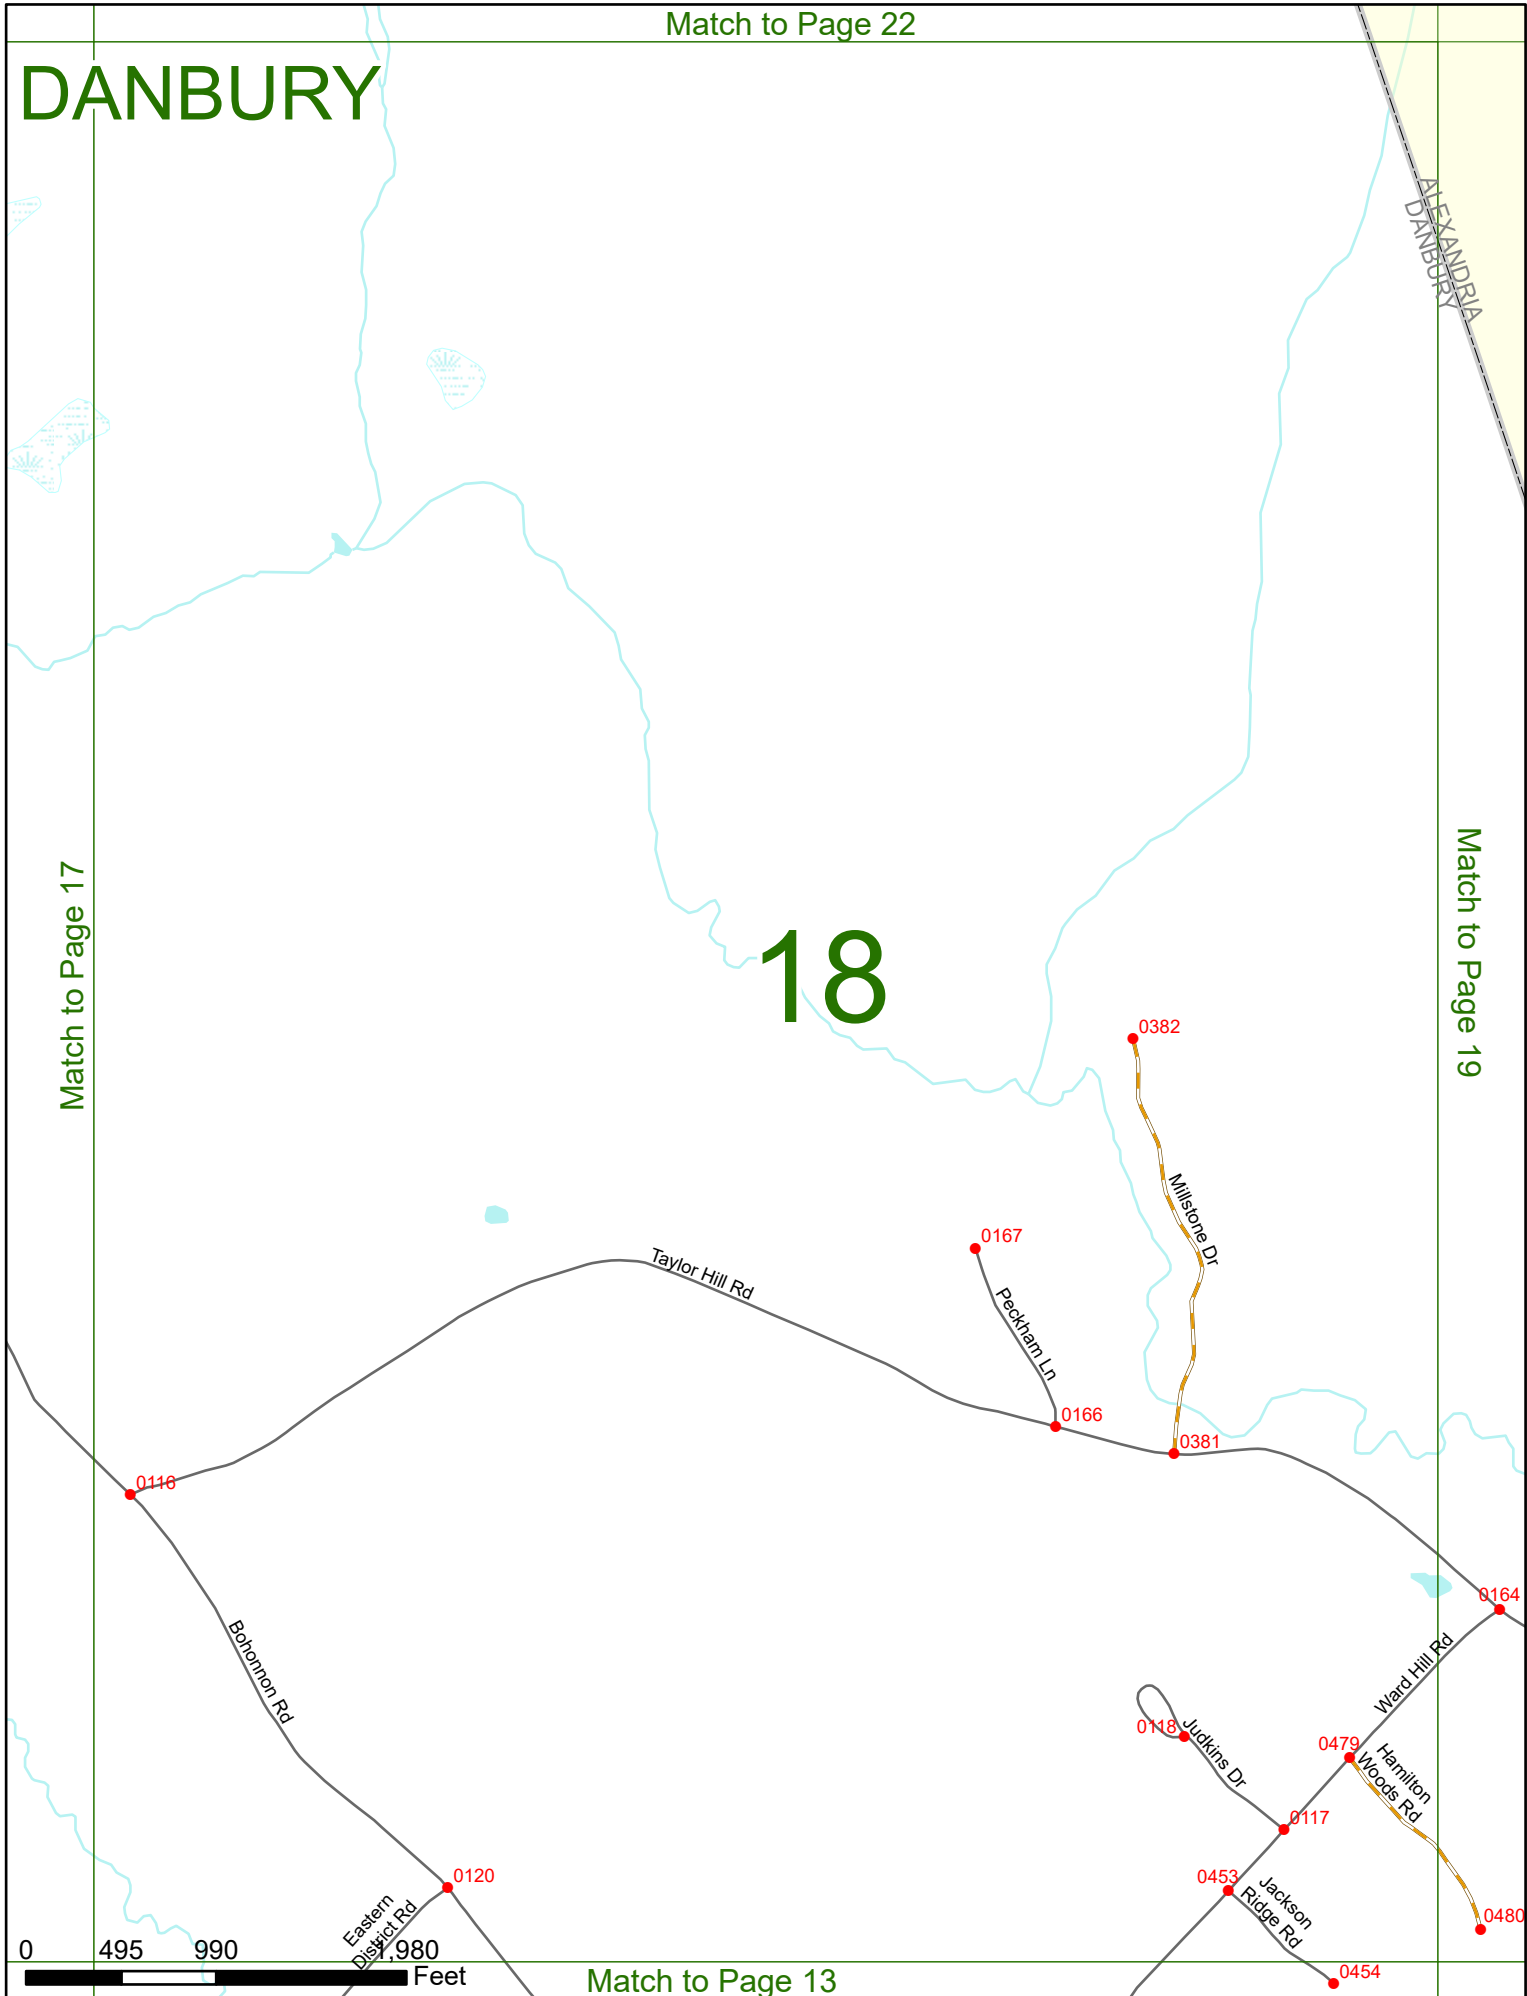 Match to Page 22
DANBURY
ALEXANDRIA
DANBURY
Match to Page 17
Match to Page 19
18
0382
Millstone Dr
0167
Taylor Hill Rd
Peckham Ln
0166
0381
0116
0164
Bohonnon Rd
Ward Hill Rd
0118
Judkins Dr
0479
Hamilton
Woods Rd
0117
0120
0453
Jackson
Ridge Rd
Eastern
District Rd
0480
0 495 990 1,980
Feet
0454
Match to Page 13